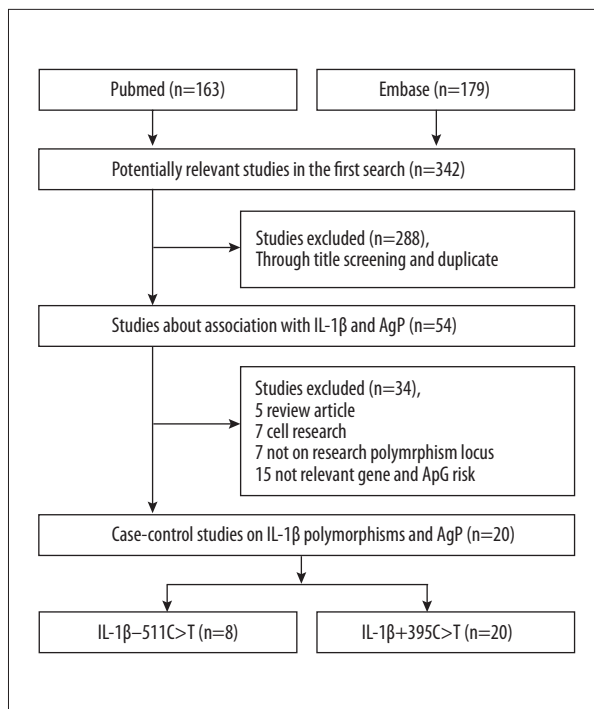 Pubmed (n=163)
Embase (n=179)
Potentially relevant studies in the first search (n=342)
Studies excluded (n=288),
Through title screening and duplicate
Studies about association with IL-1β and AgP (n=54)
Studies excluded (n=34),
5 review article
7 cell research
7 not on research polymrphism locus
15 not relevant gene and ApG risk
Case-control studies on IL-1β polymorphisms and AgP (n=20)
IL-1β–511C>T (n=8)
IL-1β+395C>T (n=20)